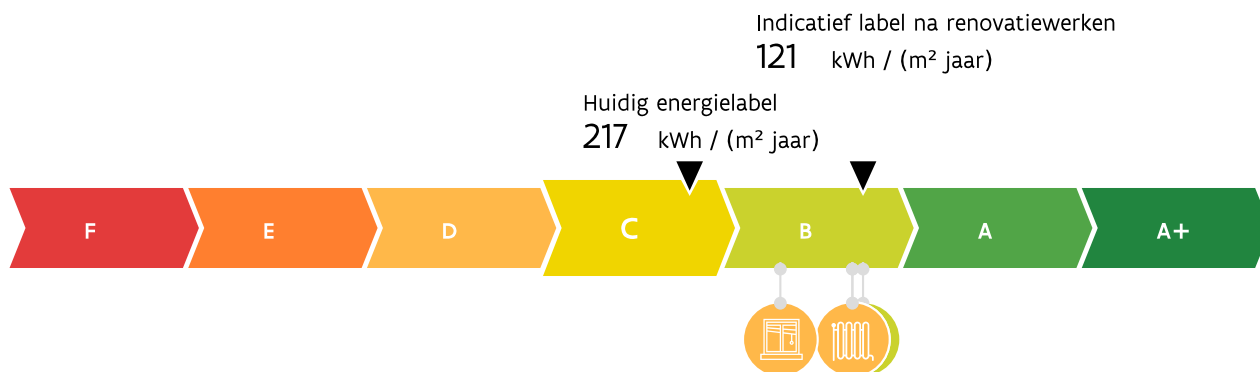 Indicatief label na renovatiewerken
121 kWh / (m² jaar)
Huidig energielabel
217 kWh / (m² jaar)
F E D C B A A+